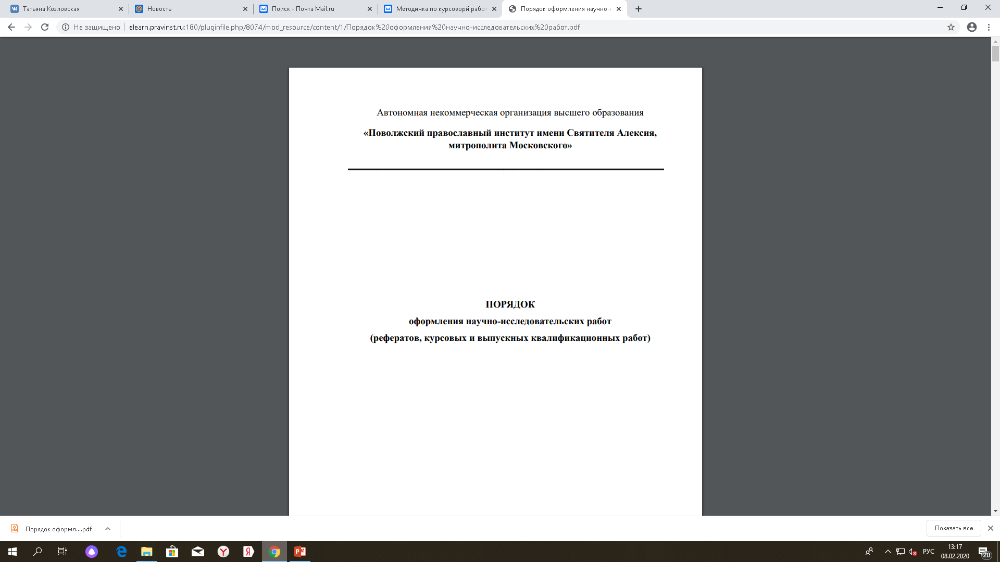 Татьяна Козловская
Новость
Поиск - Почта Mail.ru
Методичка по курсоворй работ
Порядок оформления научно-
Не защищено
elearn.pravinst.ru:180/pluginfile.php/8074/mod_resource/content/1/Порядок%20оформления%20научно-исследовательских%20работ.pdf
Автономная некоммерческая организация высшего образования
«Поволжский православный институт имени Святителя Алексия,
митрополита Московского»
ПОРЯДОК
оформления научно-исследовательских работ
(рефератов, курсовых и выпускных квалификационных работ)
Порядок оформл....pdf
Показать все
РУС
13:17
08.02.2020
20